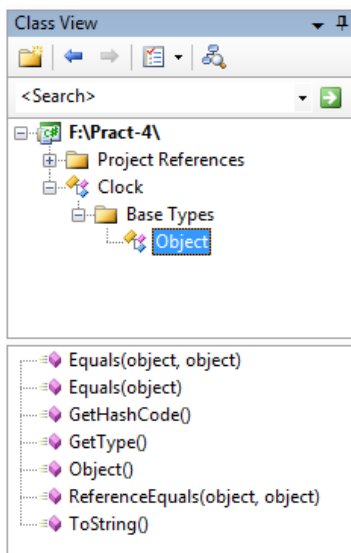 Class View
<Search>
F:\Pract-4\
Project References
Clock
Base Types
Object
Equals(object, object)
Equals(object)
GetHashCode()
GetType()
Object()
ReferenceEquals(object, object)
ToString()